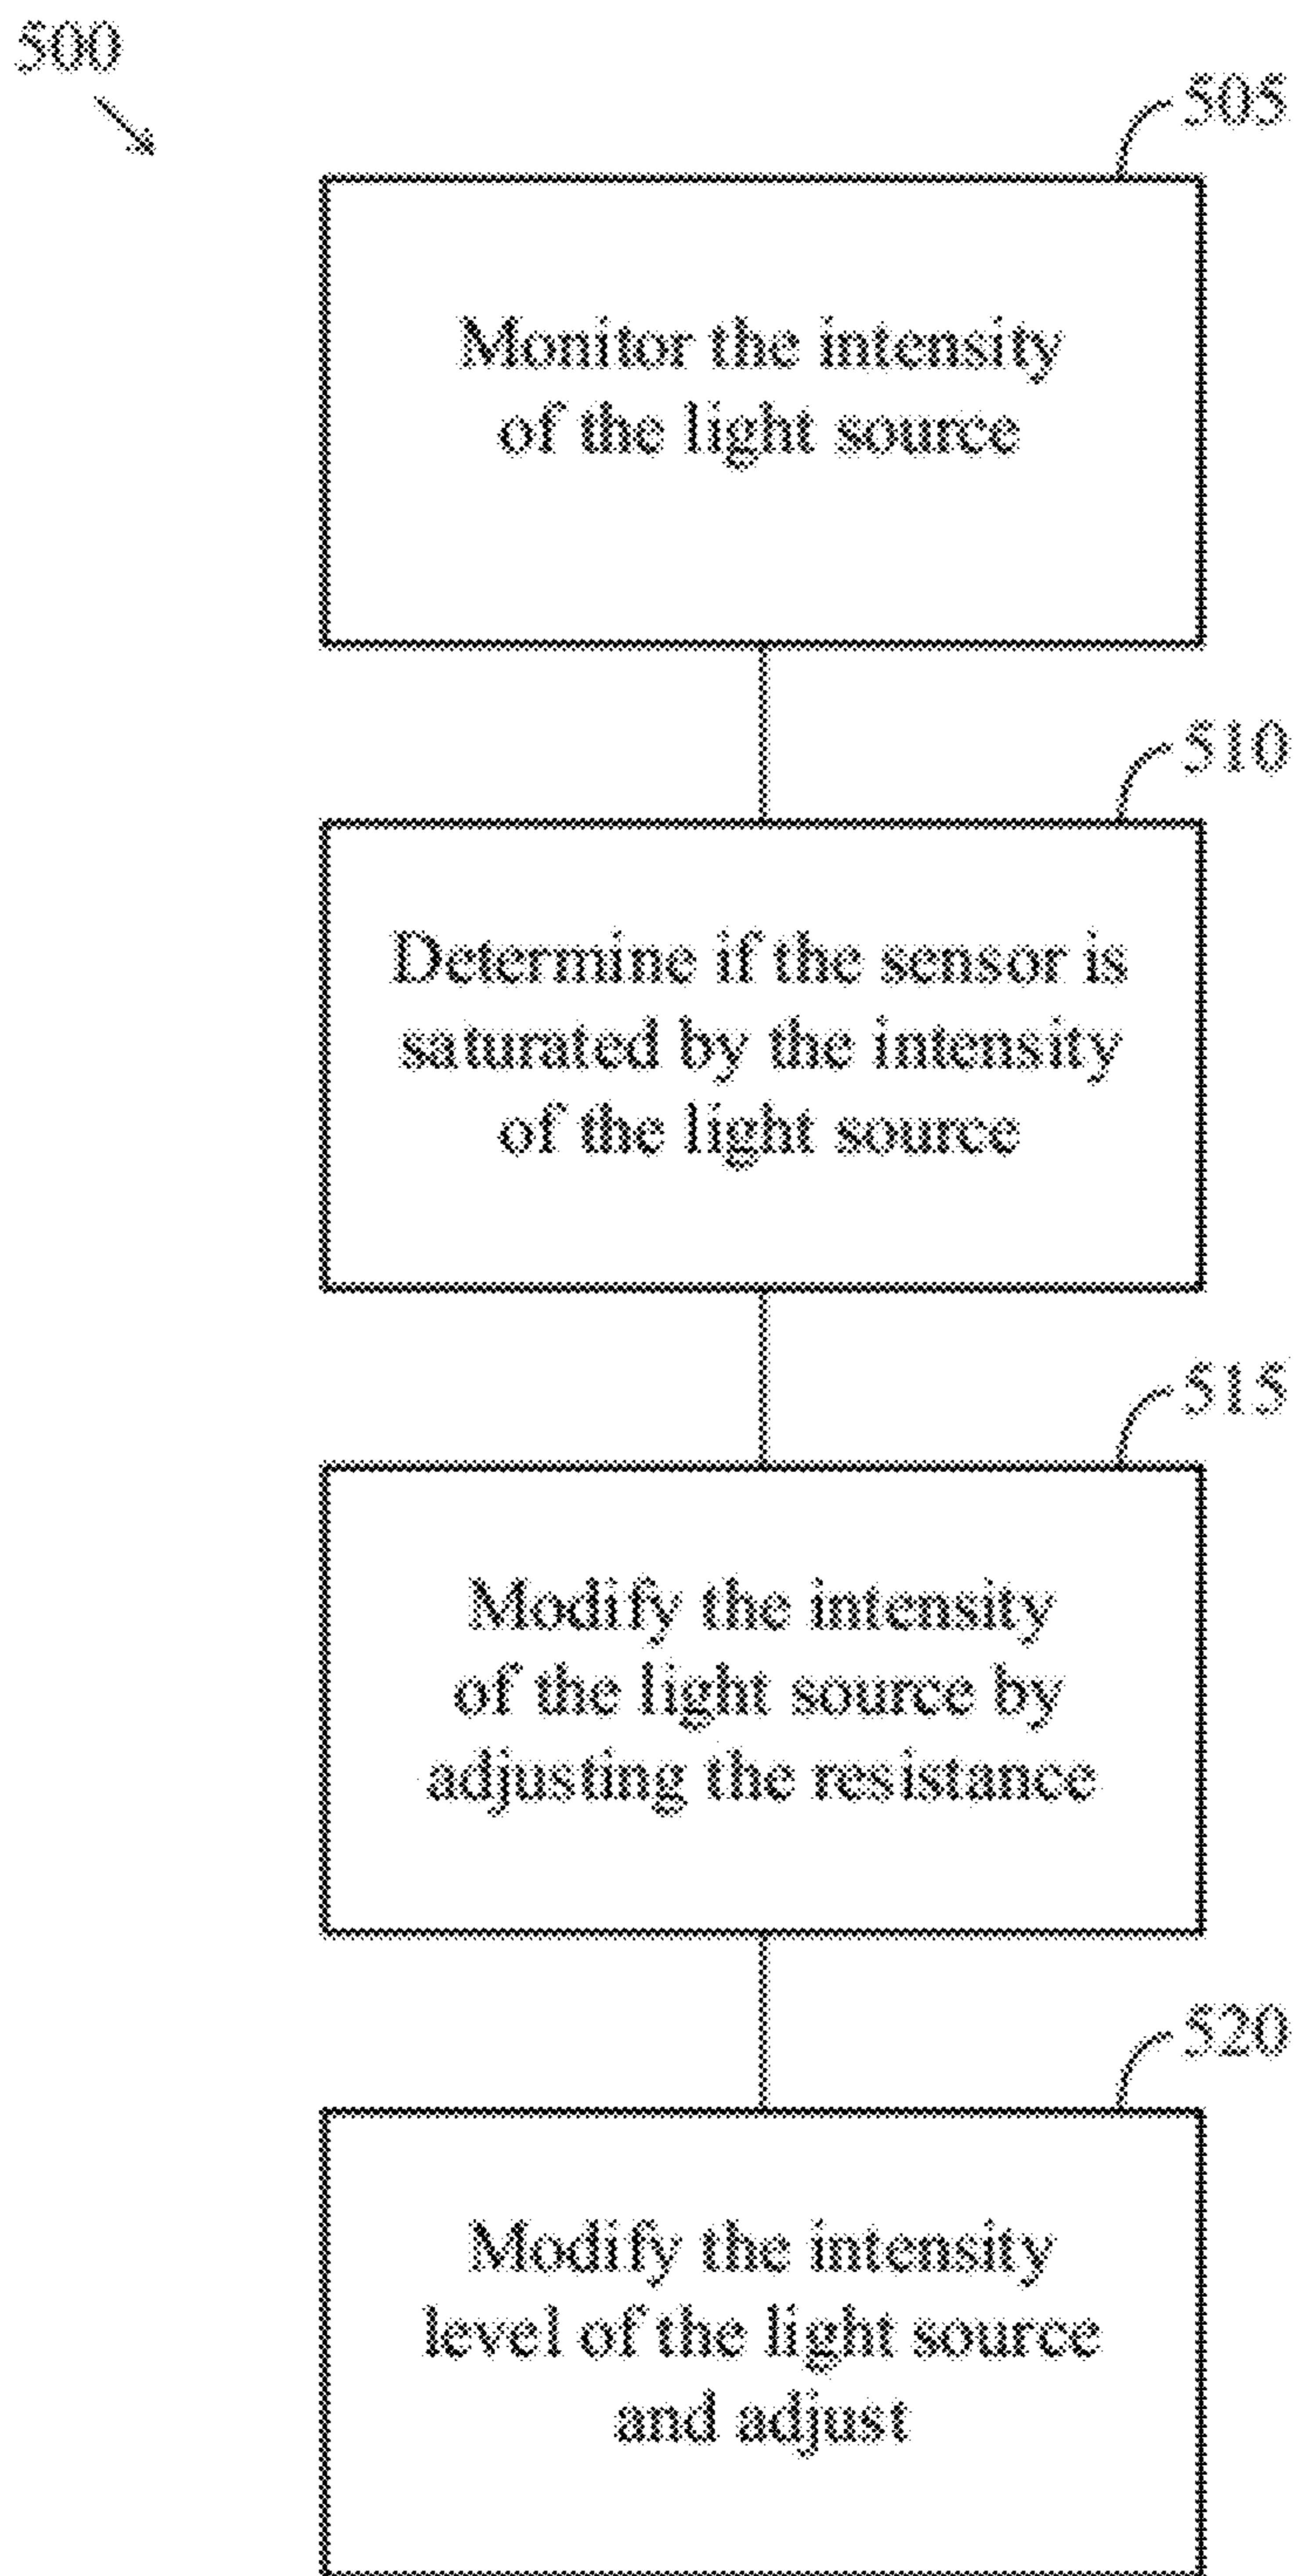 500
505
Monitor the intensity
of the light source
510
Determine if the sensor is
saturated by the intensity
of the light source
515
Modify the intensity
of the light source by
adjusting the resistance
520
Modify the intensity
level of the light source
and adjust